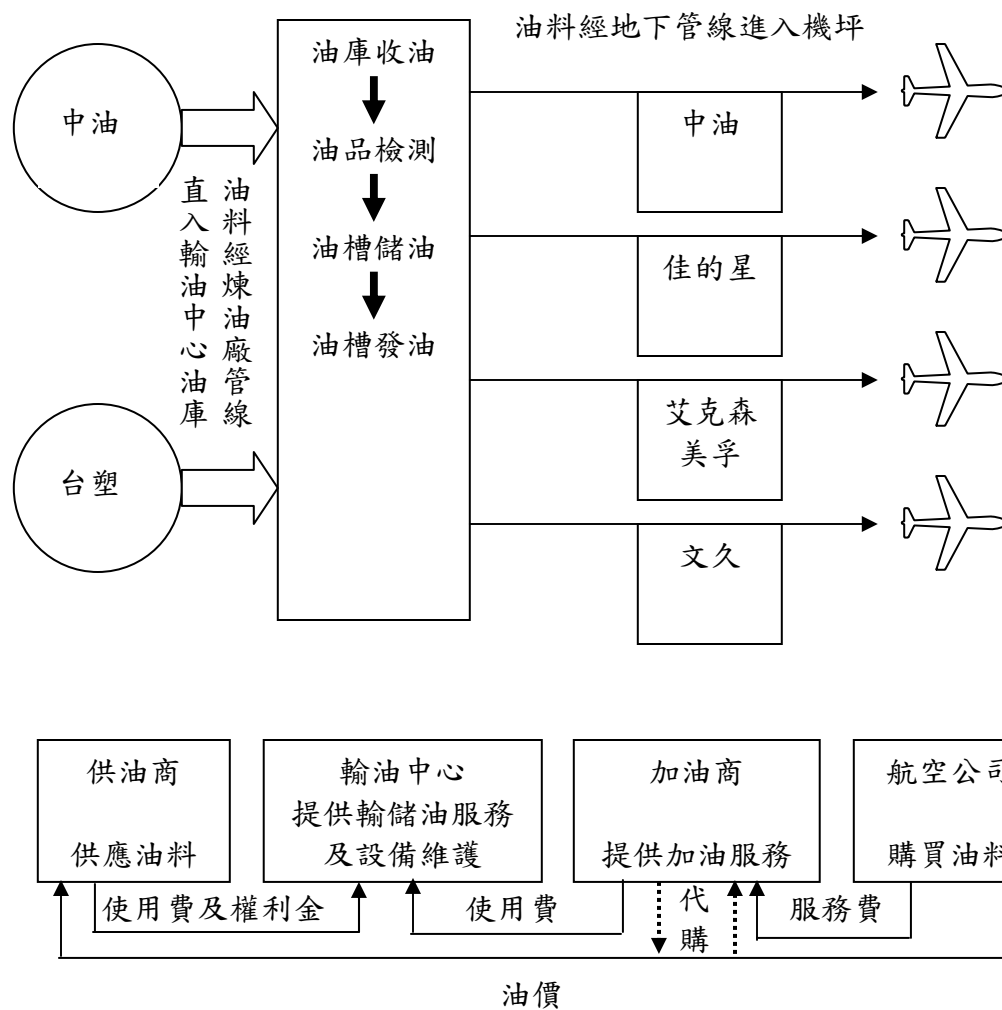 油料經地下管線進入機坪
中油
油料經煉油廠管線
直入輸油中心油庫
台塑
油庫收油
油品檢測
油槽儲油
油槽發油
中油
佳的星
艾克森
美孚
文久
供油商
供應油料
輸油中心
提供輸儲油服務
及設備維護
加油商
提供加油服務
航空公司
購買油料
使用費及權利金
使用費
代
購
服務費
油價